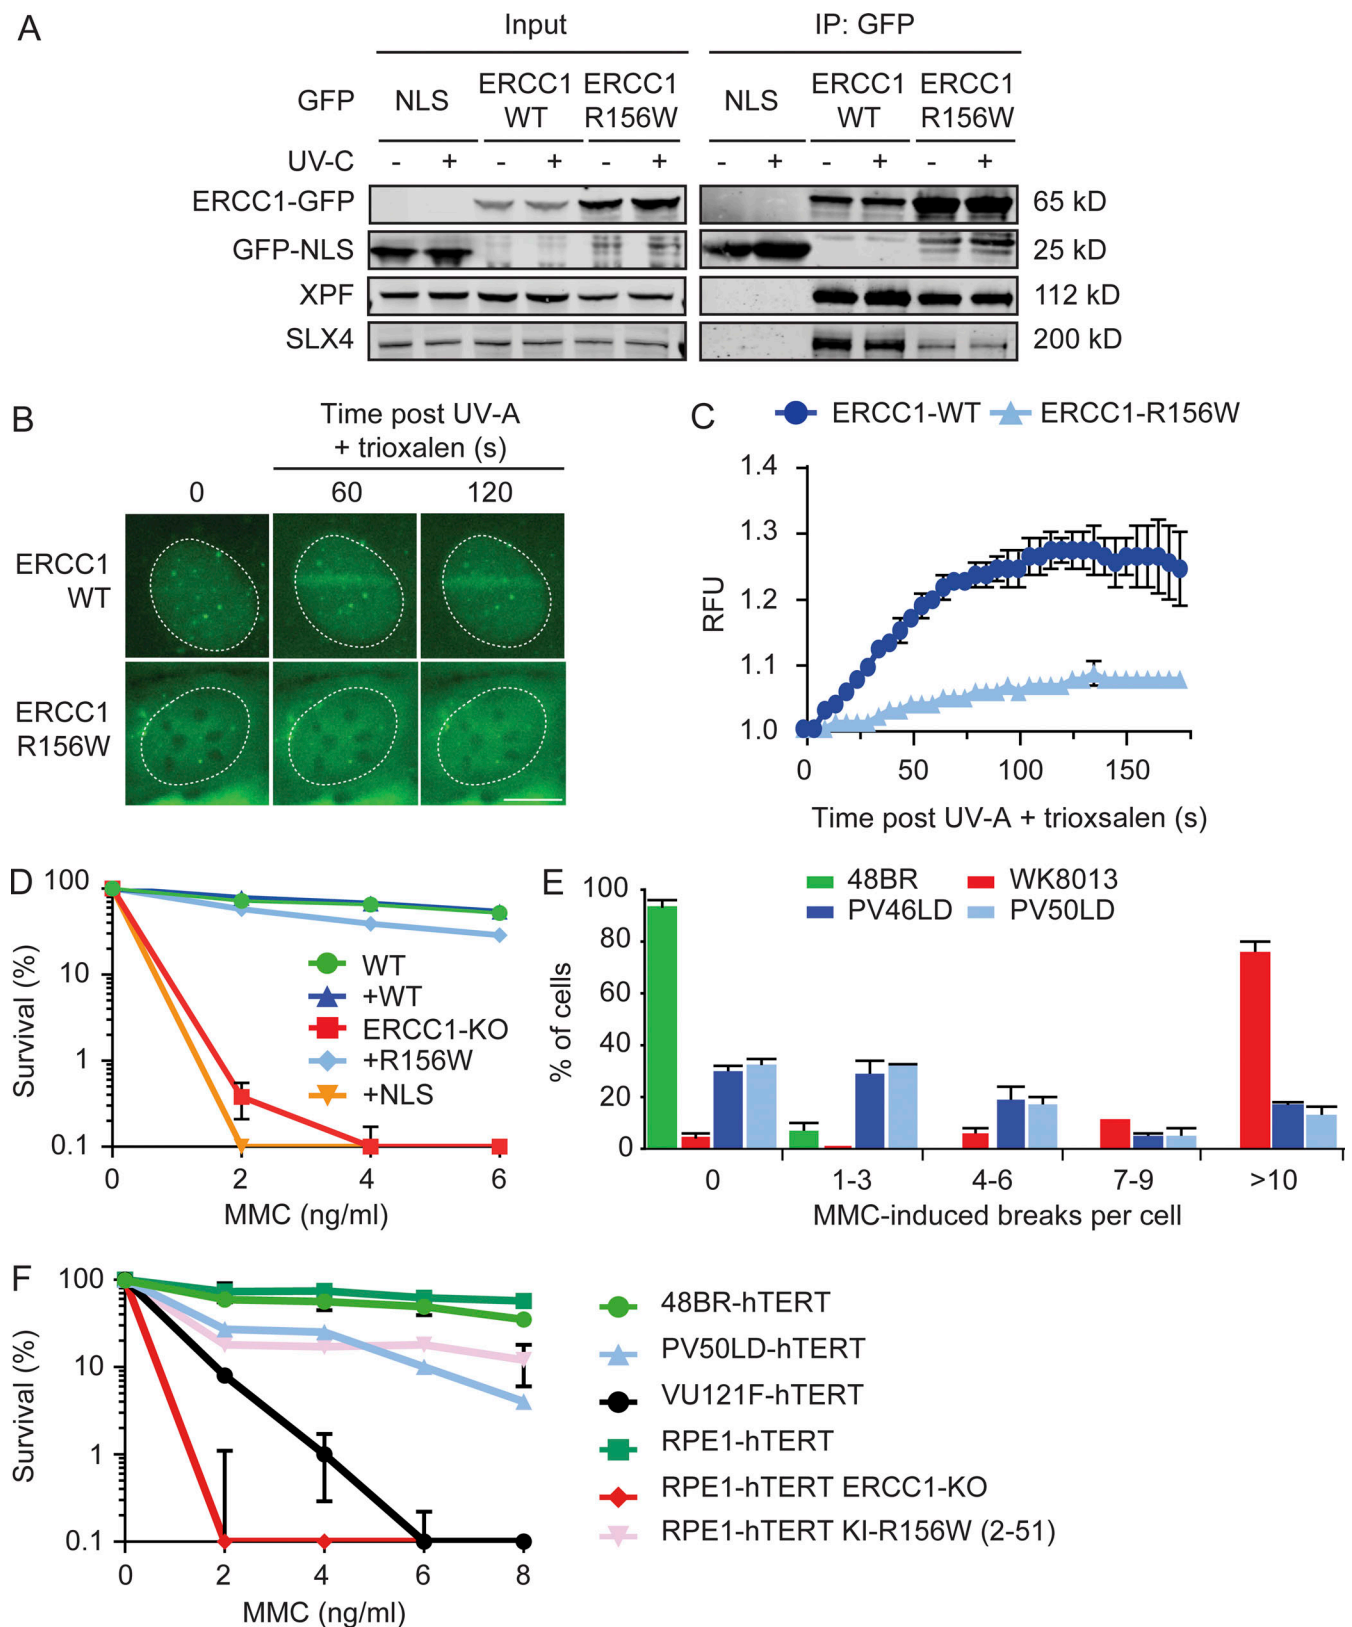 A
Input
IP: GFP
GFP
NLS
ERCC1 WT
ERCC1 R156W
NLS
ERCC1 WT
ERCC1 R156W
UV-C
- + - + - + - + - + - +
ERCC1-GFP
65 kD
GFP-NLS
25 kD
XPF
112 kD
SLX4
200 kD
B
Time post UV-A
+ trioxalen (s)
0 60 120
ERCC1
WT
ERCC1
R156W
C
ERCC1-WT
ERCC1-R156W
1.4
1.3
1.2
1.1
1.0
RFU
0 50 100 150
Time post UV-A + trioxsalen (s)
D
100
10
1
0.1
Survival (%)
WT
+WT
ERCC1-KO
+R156W
+NLS
0 2 4 6
MMC (ng/ml)
E
48BR
WK8013
PV46LD
PV50LD
100
80
60
40
20
0
% of cells
0 1-3 4-6 7-9 >10
MMC-induced breaks per cell
F
100
10
1
0.1
Survival (%)
0 2 4 6 8
MMC (ng/ml)
48BR-hTERT
PV50LD-hTERT
VU121F-hTERT
RPE1-hTERT
RPE1-hTERT ERCC1-KO
RPE1-hTERT KI-R156W (2-51)